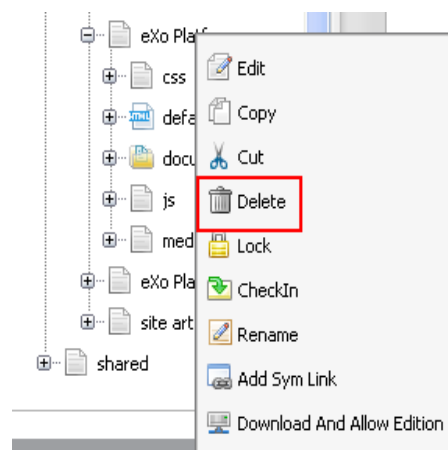 eXo Platf
css
defa
docu
js
med
eXo Pla
site art
shared
Edit
Copy
Cut
Delete
Lock
CheckIn
Rename
Add Sym Link
Download And Allow Edition